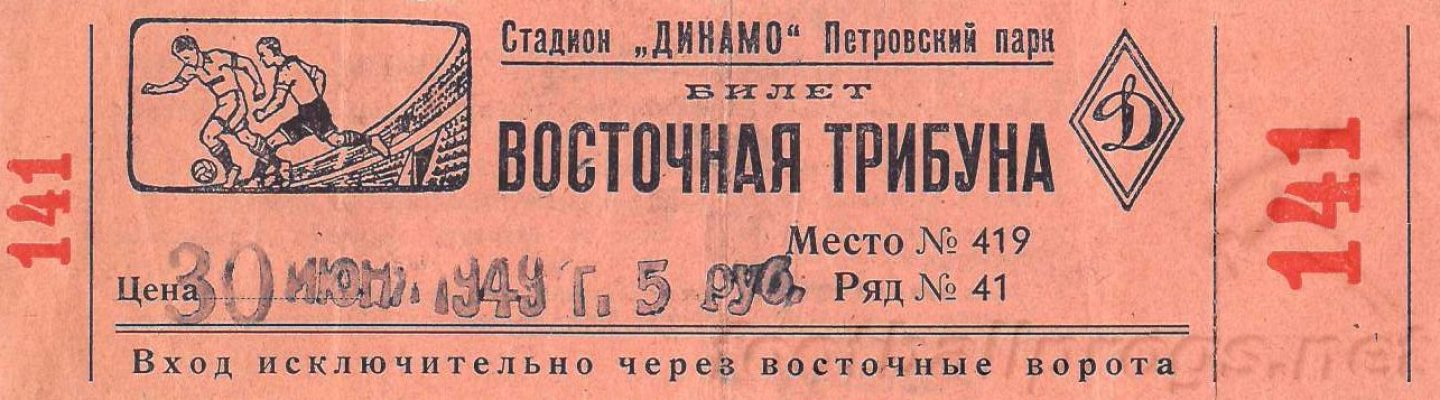 141
Стадион „ДИНАМО“ Петровский парк
БИЛЕТ
ВОСТОЧНАЯ ТРИБУНА
Д
Место № 419
Цена 30 июня 1949 г. 5 руб. Ряд № 41
Вход исключительно через восточные ворота
141